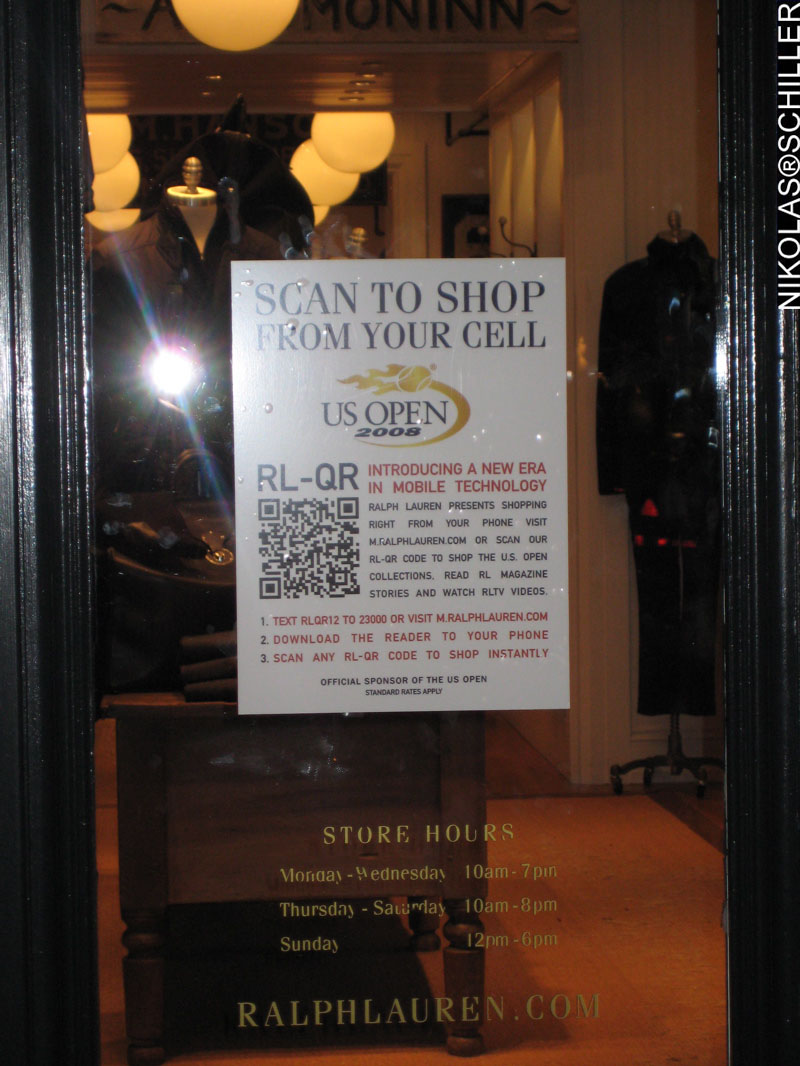 MONINN~
NIKOLAS®SCHILLER
SCAN TO SHOP
FROM YOUR CELL
US OPEN
2008
RL-QR
INTRODUCING A NEW ERA
IN MOBILE TECHNOLOGY
RALPH LAUREN PRESENTS SHOPPING
RIGHT FROM YOUR PHONE VISIT
M.RALPHLAUREN.COM OR SCAN OUR
RL-QR CODE TO SHOP THE U.S. OPEN
COLLECTIONS, READ RL MAGAZINE
STORIES AND WATCH RLTV VIDEOS.
1. TEXT RLQR12 TO 23000 OR VISIT M.RALPHLAUREN.COM
2. DOWNLOAD THE READER TO YOUR PHONE
3. SCAN ANY RL-QR CODE TO SHOP INSTANTLY
OFFICIAL SPONSOR OF THE US OPEN
STANDARD RATES APPLY
STORE HOURS
Monday - Wednesday 10am - 7pm
Thursday - Saturday 10am - 8pm
Sunday 12pm - 6pm
RALPHLAUREN.COM